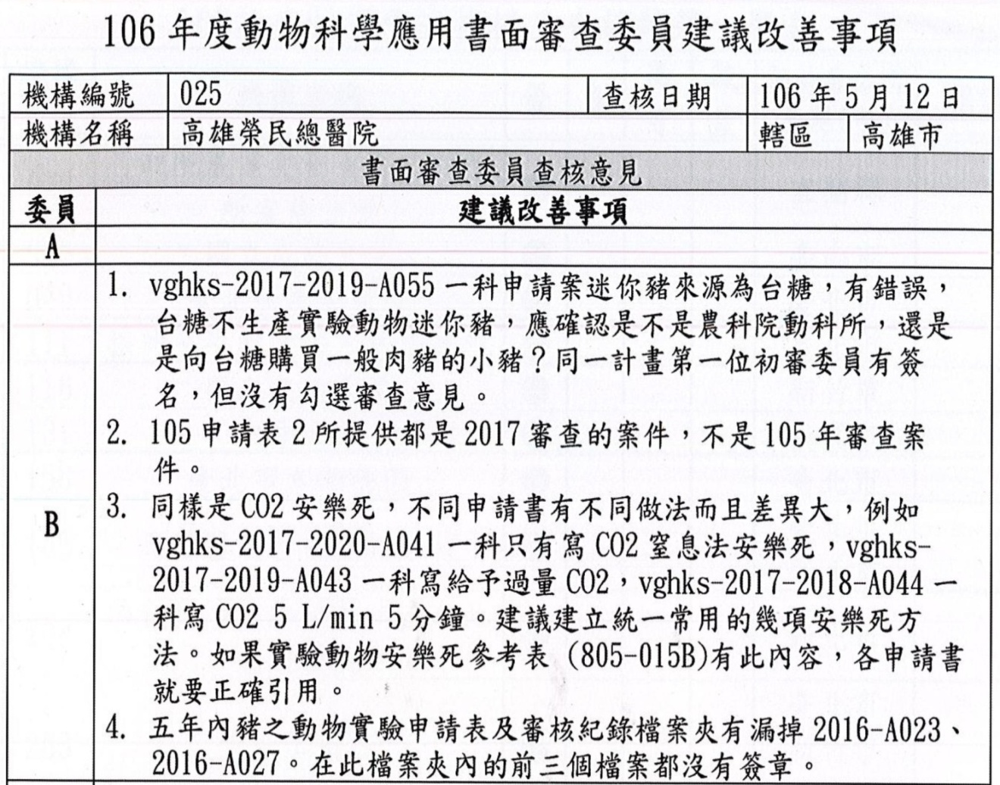 106 年度動物科學應用書面審查委員建議改善事項
機構編號 025 查核日期 106 年 5 月 12 日
機構名稱 高雄榮民總醫院 轄區 高雄市
書面審查委員查核意見
委員 建議改善事項
A
1. vghks-2017-2019-A055 一科申請案迷你豬來源為台糖,有錯誤,
台糖不生產實驗動物迷你豬,應確認是不是農科院動科所,還是
是向台糖購買一般肉豬的小豬?同一計畫第一位初審委員有簽
名,但沒有勾選審查意見。
2. 105 申請表 2 所提供都是 2017 審查的案件,不是 105 年審查案
件。
B
3. 同樣是 CO2 安樂死,不同申請書有不同做法而且差異大,例如
vghks-2017-2020-A041 一科只有寫 CO2 窒息法安樂死,vghks-
2017-2019-A043 一科寫給予過量 CO2,vghks-2017-2018-A044 一
科寫 CO2 5 L/min 5 分鐘。建議建立統一常用的幾項安樂死方
法。如果實驗動物安樂死參考表 (805-015B)有此內容,各申請書
就要正確引用。
4. 五年內豬之動物實驗申請表及審核紀錄檔案夾有漏掉 2016-A023、
2016-A027。在此檔案夾內的前三個檔案都沒有簽章。